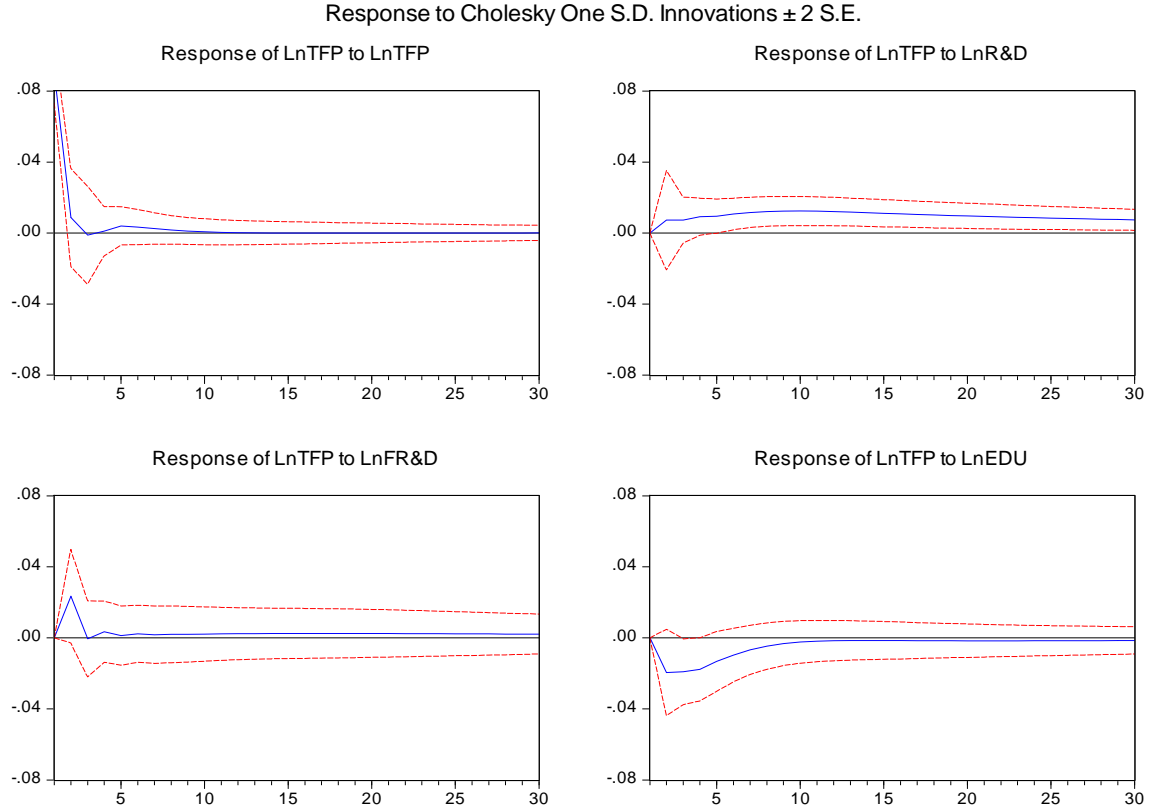 Response to Cholesky One S.D. Innovations ± 2 S.E.
Response of LnTFP to LnTFP
.08
.04
.00
-.04
-.08
5 10 15 20 25 30
Response of LnTFP to LnR&D
.08
.04
.00
-.04
-.08
5 10 15 20 25 30
Response of LnTFP to LnFR&D
.08
.04
.00
-.04
-.08
5 10 15 20 25 30
Response of LnTFP to LnEDU
.08
.04
.00
-.04
-.08
5 10 15 20 25 30